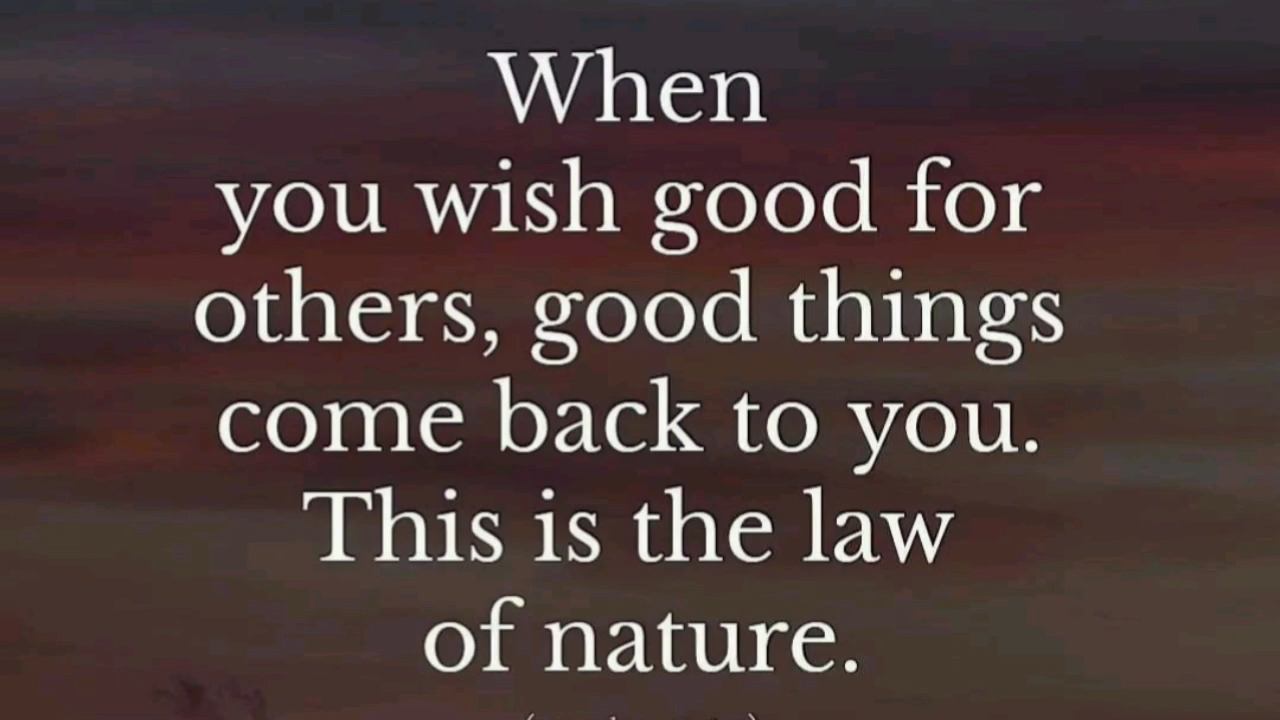 When
you wish good for
others, good things
come back to you.
This is the law
of nature.